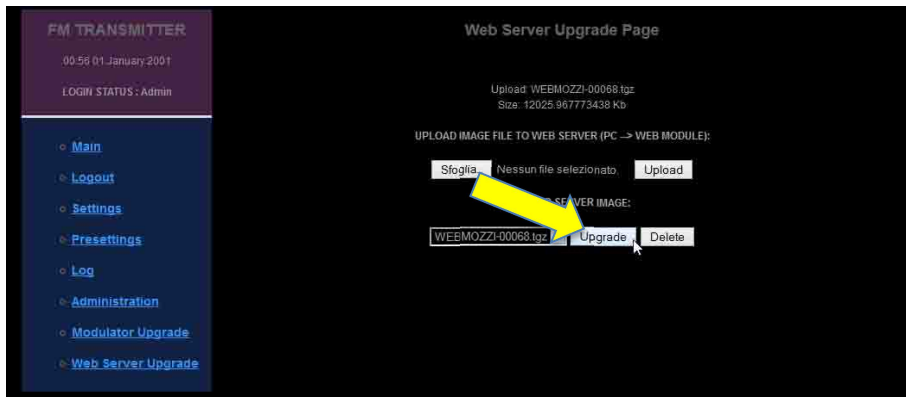 FM TRANSMITTER
00:56 01 January 2001
LOGIN STATUS : Admin
Main
Logout
Settings
Presettings
Log
Administration
Modulator Upgrade
Web Server Upgrade
Web Server Upgrade Page
Upload: WEBMOZZI-00068.tgz
Size: 12025.967773438 Kb
UPLOAD IMAGE FILE TO WEB SERVER (PC --> WEB MODULE):
Sfoglia... Nessun file selezionato. Upload
SERVER IMAGE:
WEBMOZZI-00068.tgz Upgrade Delete